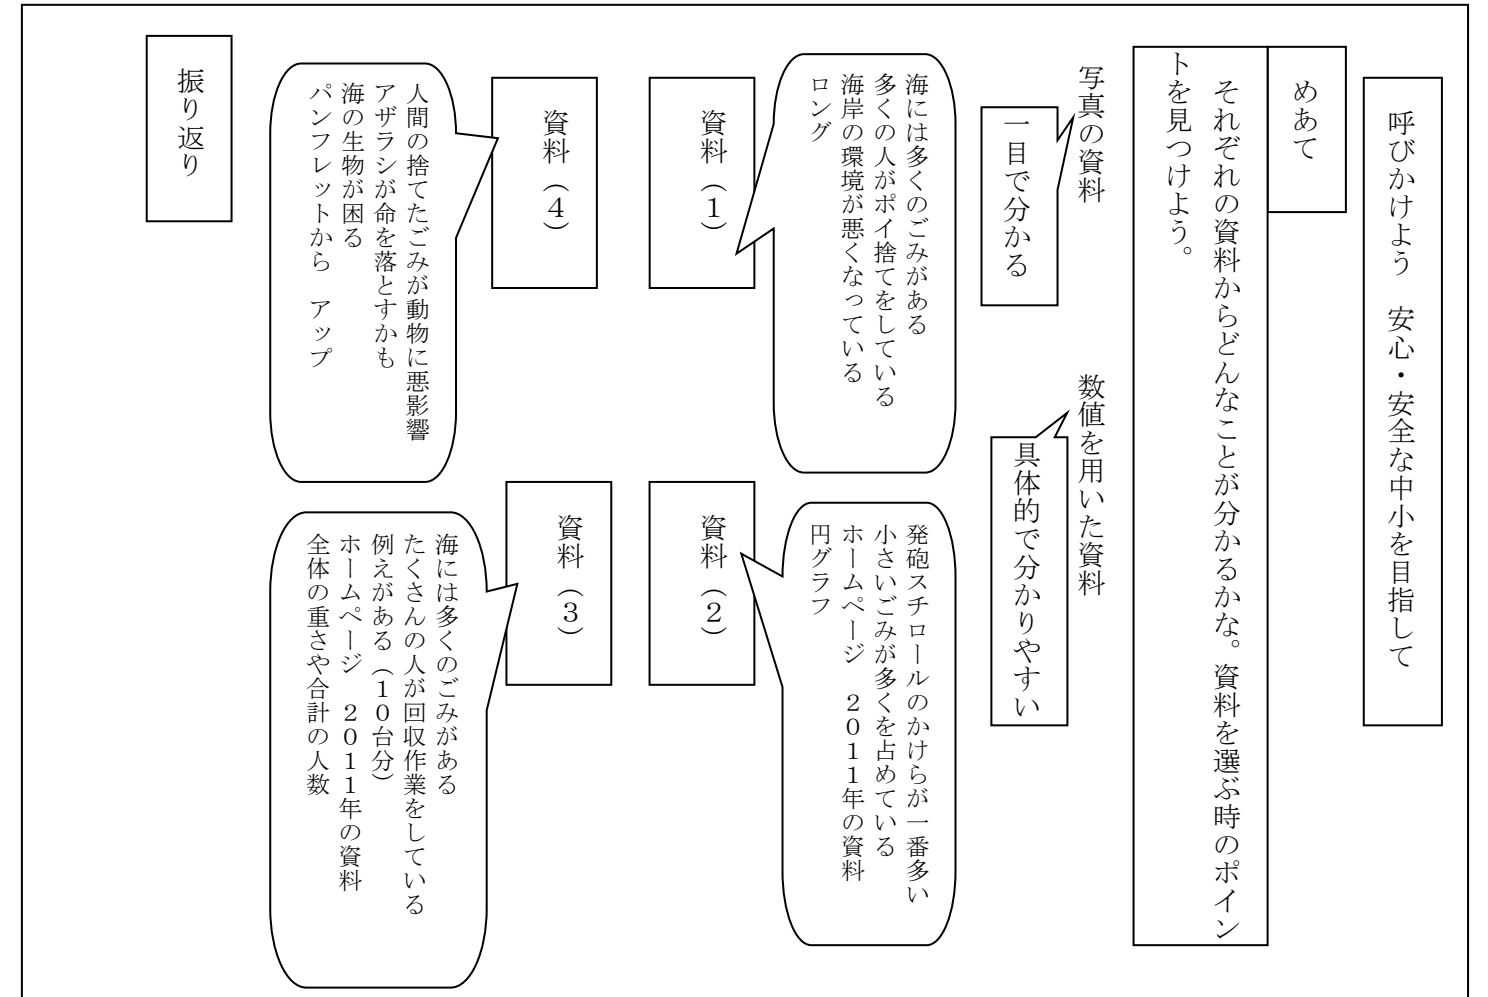 呼びかけよう　安心・安全な中小を目指して
めあて
それぞれの資料からどんなことが分かるかな。資料を選ぶ時のポイン
トを見つけよう。
写真の資料
一目で分かる
数値を用いた資料
具体的で分かりやすい
資料（１）
海には多くのごみがある
多くの人がポイ捨てをしている
海岸の環境が悪くなっている
ロング
資料（２）
発砲スチロールのかけらが一番多い
小さいごみが多くを占めている
ホームページ　２０１１年の資料
円グラフ
資料（４）
人間の捨てたごみが動物に悪影響
アザラシが命を落とすかも
海の生物が困る
パンフレットから　アップ
資料（３）
海には多くのごみがある
たくさんの人が回収作業をしている
例えがある（１０台分）
ホームページ　２０１１年の資料
全体の重さや合計の人数
振り返り